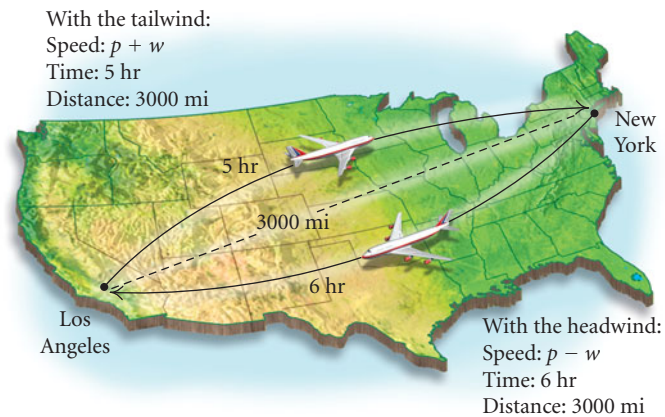 With the tailwind:
Speed: p + w
Time: 5 hr
Distance: 3000 mi
New
York
5 hr
3000 mi
6 hr
Los
Angeles
With the headwind:
Speed: p − w
Time: 6 hr
Distance: 3000 mi